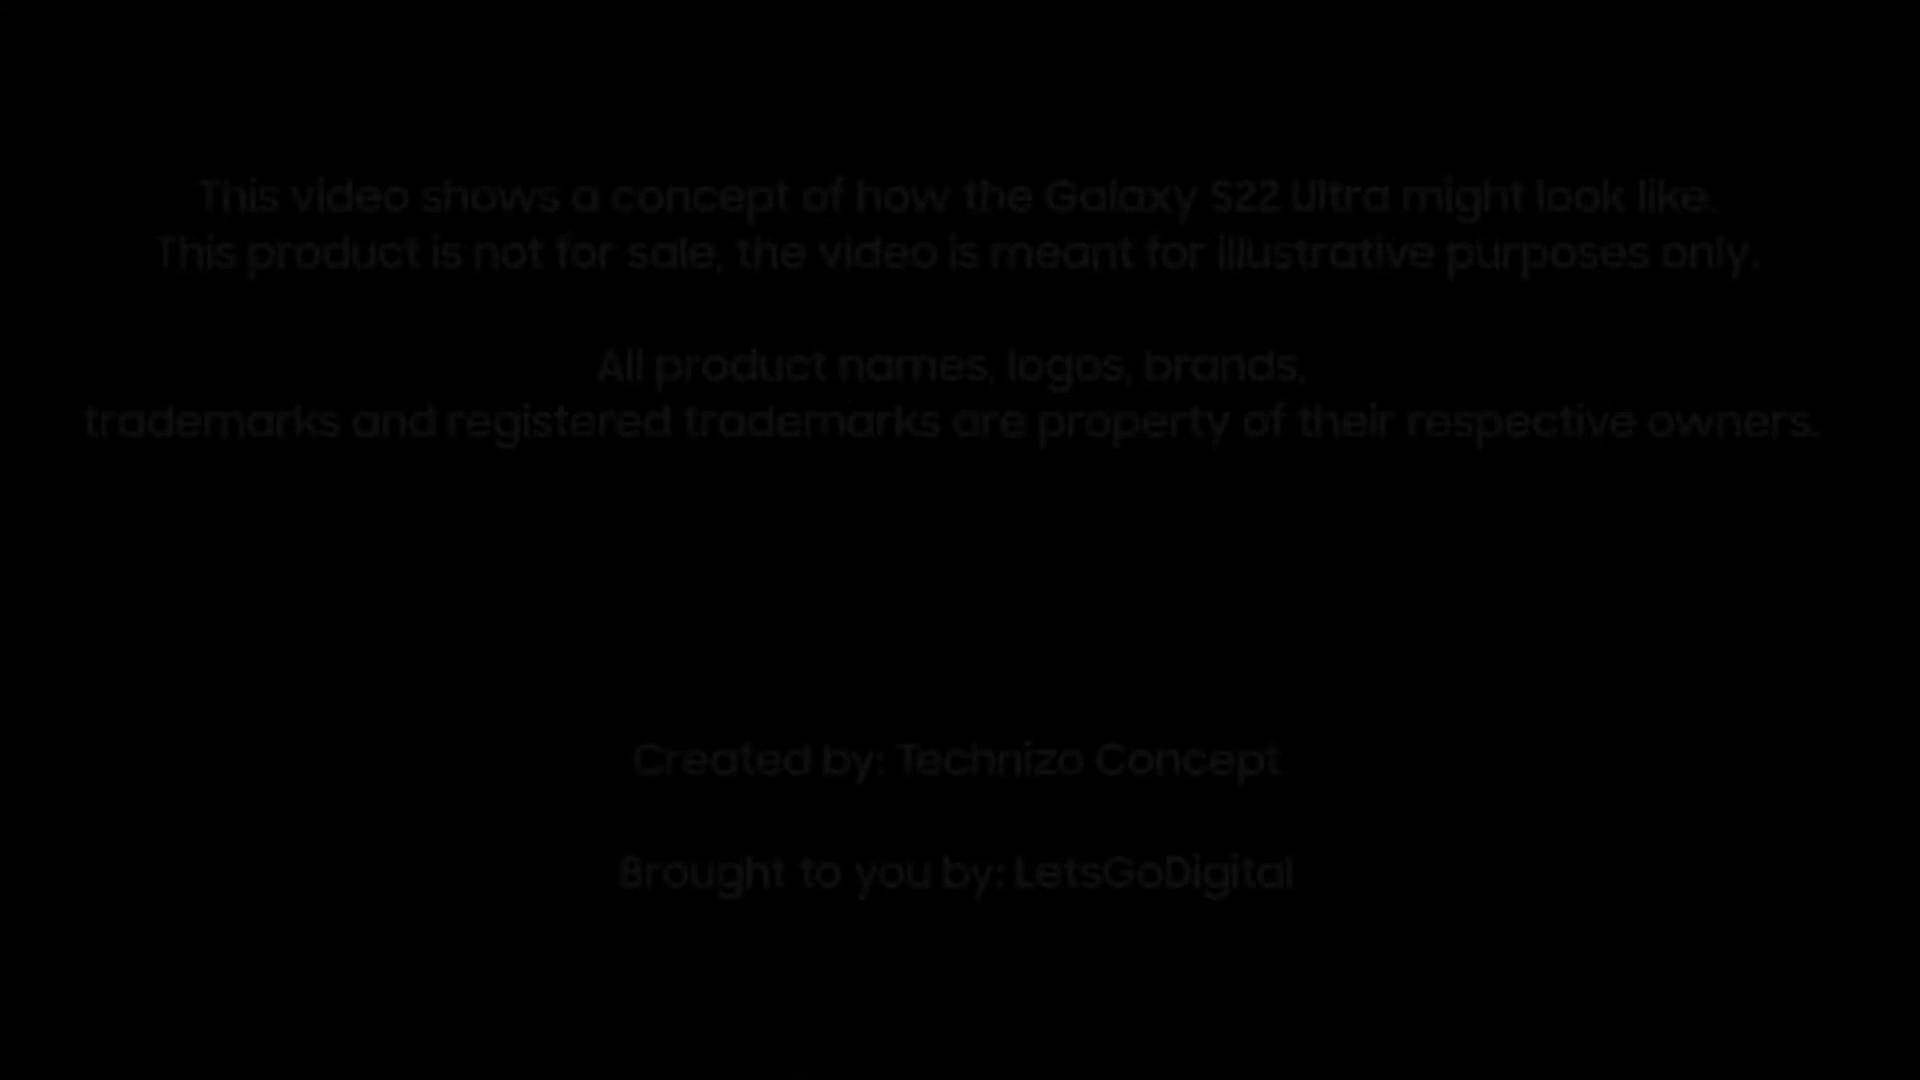 This video shows a concept of how the Galaxy S22 Ultra might look like.
This product is not for sale, the video is meant for illustrative purposes only.
All product names, logos, brands,
trademarks and registered trademarks are property of their respective owners.
Created by: Technizo Concept
Brought to you by: LetsGoDigital